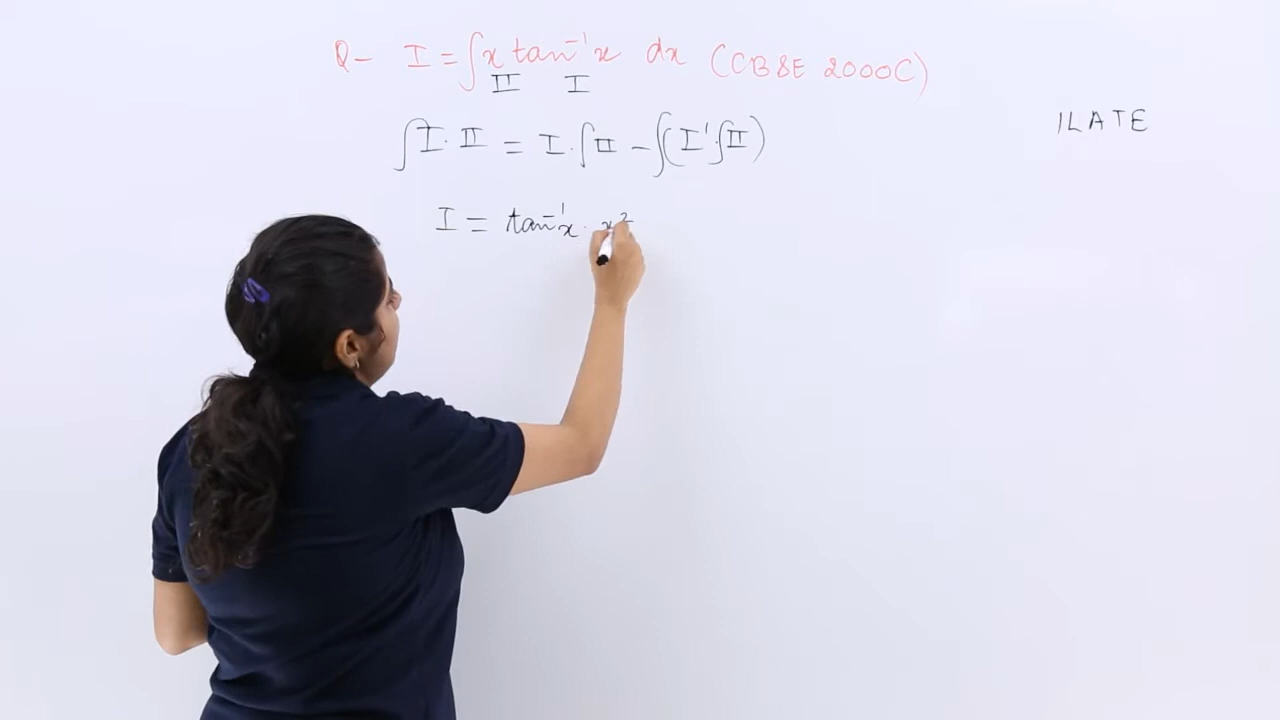 Q- I = ∫x tan⁻¹x dx (CBSE 2000C)
II I
∫I·II = I·∫II - ∫(I'·∫II)
ILATE
I = tan⁻¹x · x²